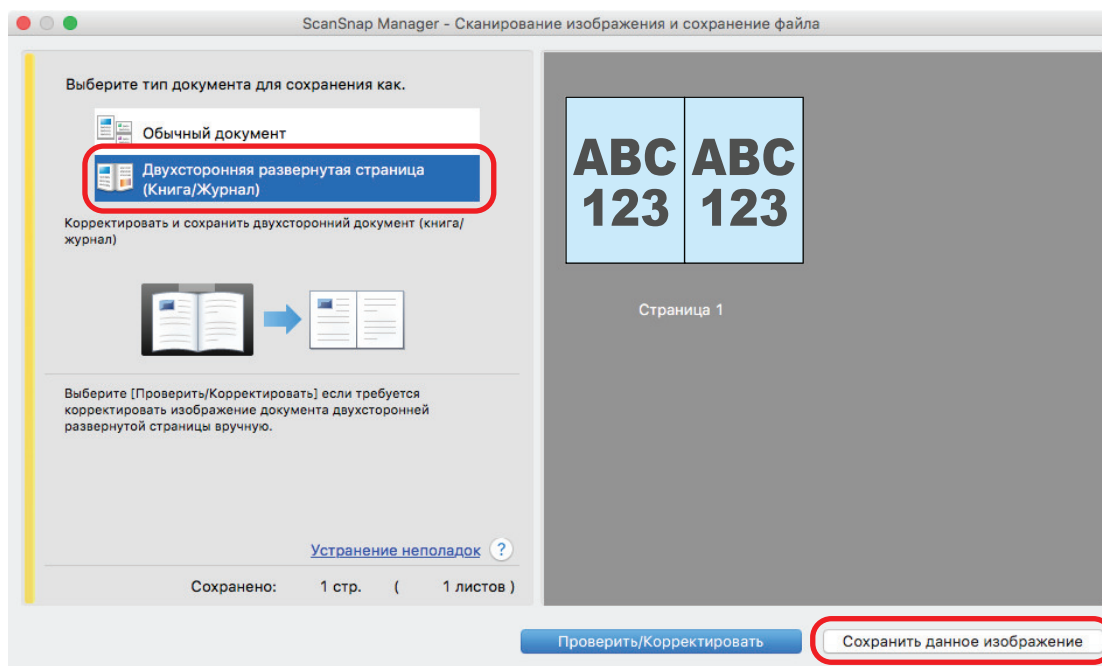 ScanSnap Manager - Сканирование изображения и сохранение файла
Выберите тип документа для сохранения как.
Обычный документ
Двухсторонняя развернутая страница
(Книга/Журнал)
Корректировать и сохранить двухсторонний документ (книга/
журнал)
Выберите [Проверить/Корректировать] если требуется
корректировать изображение документа двухсторонней
развернутой страницы вручную.
Устранение неполадок ?
Сохранено: 1 стр. ( 1 листов )
ABC ABC
123 123
Страница 1
Проверить/Корректировать
Сохранить данное изображение